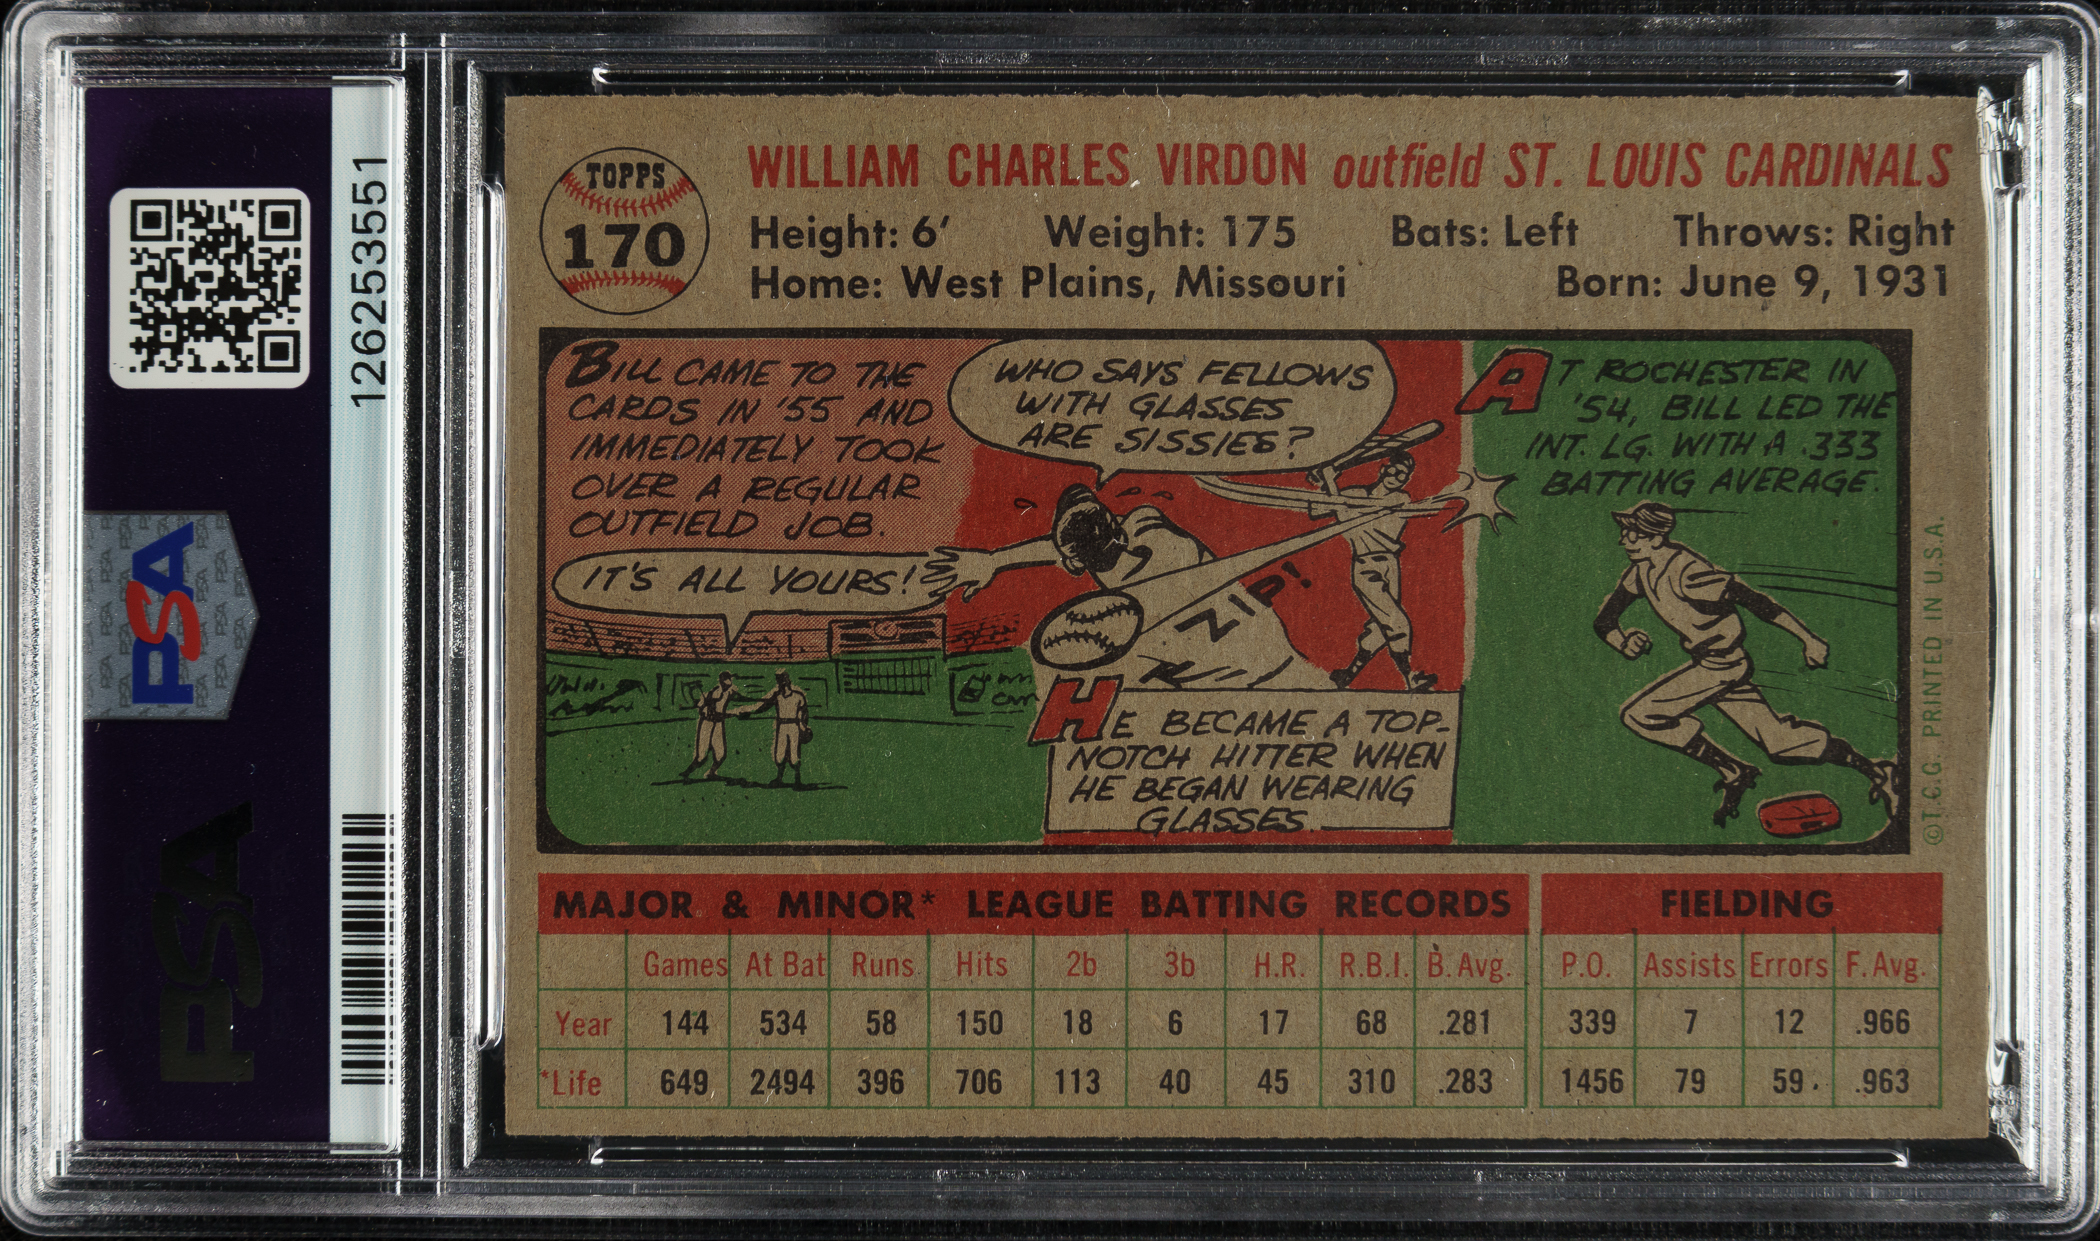 126253551
PSA
PSA
TOPPS
170
WILLIAM CHARLES VIRDON outfield ST. LOUIS CARDINALS
Height: 6' Weight: 175 Bats: Left Throws: Right
Home: West Plains, Missouri Born: June 9, 1931
BILL CAME TO THE
CARDS IN '55 AND
IMMEDIATELY TOOK
OVER A REGULAR
OUTFIELD JOB.
IT'S ALL YOURS!
WHO SAYS FELLOWS
WITH GLASSES
ARE SISSIES?
ZIP!
HE BECAME A TOP-
NOTCH HITTER WHEN
HE BEGAN WEARING
GLASSES.
AT ROCHESTER IN
'54, BILL LED THE
INT. LG. WITH A .333
BATTING AVERAGE.
©T.C.G. PRINTED IN U.S.A.
MAJOR & MINOR* LEAGUE BATTING RECORDS FIELDING
Games At Bat Runs Hits 2b 3b H.R. R.B.I. B. Avg. P.O. Assists Errors F. Avg.
Year 144 534 58 150 18 6 17 68 .281 339 7 12 .966
*Life 649 2494 396 706 113 40 45 310 .283 1456 79 59 .963